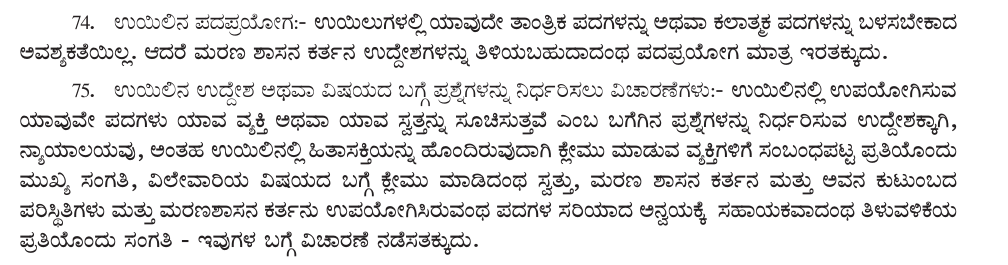 74. ಉಯಿಲಿನ ಪದಪ್ರಯೋಗ:- ಉಯಿಲುಗಳಲ್ಲಿ ಯಾವುದೇ ತಾಂತ್ರಿಕ ಪದಗಳನ್ನು ಅಥವಾ ಕಲಾತ್ಮಕ ಪದಗಳನ್ನು ಬಳಸಬೇಕಾದ
ಅವಶ್ಯಕತೆಯಿಲ್ಲ. ಆದರೆ ಮರಣ ಶಾಸನ ಕರ್ತನ ಉದ್ದೇಶಗಳನ್ನು ತಿಳಿಯಬಹುದಾದಂಥ ಪದಪ್ರಯೋಗ ಮಾತ್ರ ಇರತಕ್ಕುದು.
75. ಉಯಿಲಿನ ಉದ್ದೇಶ ಅಥವಾ ವಿಷಯದ ಬಗ್ಗೆ ಪ್ರಶ್ನೆಗಳನ್ನು ನಿರ್ಧರಿಸಲು ವಿಚಾರಣೆಗಳು:- ಉಯಿಲಿನಲ್ಲಿ ಉಪಯೋಗಿಸುವ
ಯಾವುವೇ ಪದಗಳು ಯಾವ ವ್ಯಕ್ತಿ ಅಥವಾ ಯಾವ ಸ್ವತ್ತನ್ನು ಸೂಚಿಸುತ್ತವೆ ಎಂಬ ಬಗೆಗಿನ ಪ್ರಶ್ನೆಗಳನ್ನು ನಿರ್ಧರಿಸುವ ಉದ್ದೇಶಕ್ಕಾಗಿ,
ನ್ಯಾಯಾಲಯವು, ಅಂತಹ ಉಯಿಲಿನಲ್ಲಿ ಹಿತಾಸಕ್ತಿಯನ್ನು ಹೊಂದಿರುವುದಾಗಿ ಕ್ಲೇಮು ಮಾಡುವ ವ್ಯಕ್ತಿಗಳಿಗೆ ಸಂಬಂಧಪಟ್ಟ ಪ್ರತಿಯೊಂದು
ಮುಖ್ಯ ಸಂಗತಿ, ವಿಲೇವಾರಿಯ ವಿಷಯದ ಬಗ್ಗೆ ಕ್ಲೇಮು ಮಾಡಿದಂಥ ಸ್ವತ್ತು, ಮರಣ ಶಾಸನ ಕರ್ತನ ಮತ್ತು ಅವನ ಕುಟುಂಬದ
ಪರಿಸ್ಥಿತಿಗಳು ಮತ್ತು ಮರಣಶಾಸನ ಕರ್ತನು ಉಪಯೋಗಿಸಿರುವಂಥ ಪದಗಳ ಸರಿಯಾದ ಅನ್ವಯಕ್ಕೆ ಸಹಾಯಕವಾದಂಥ ತಿಳುವಳಿಕೆಯ
ಪ್ರತಿಯೊಂದು ಸಂಗತಿ - ಇವುಗಳ ಬಗ್ಗೆ ವಿಚಾರಣೆ ನಡೆಸತಕ್ಕುದು.